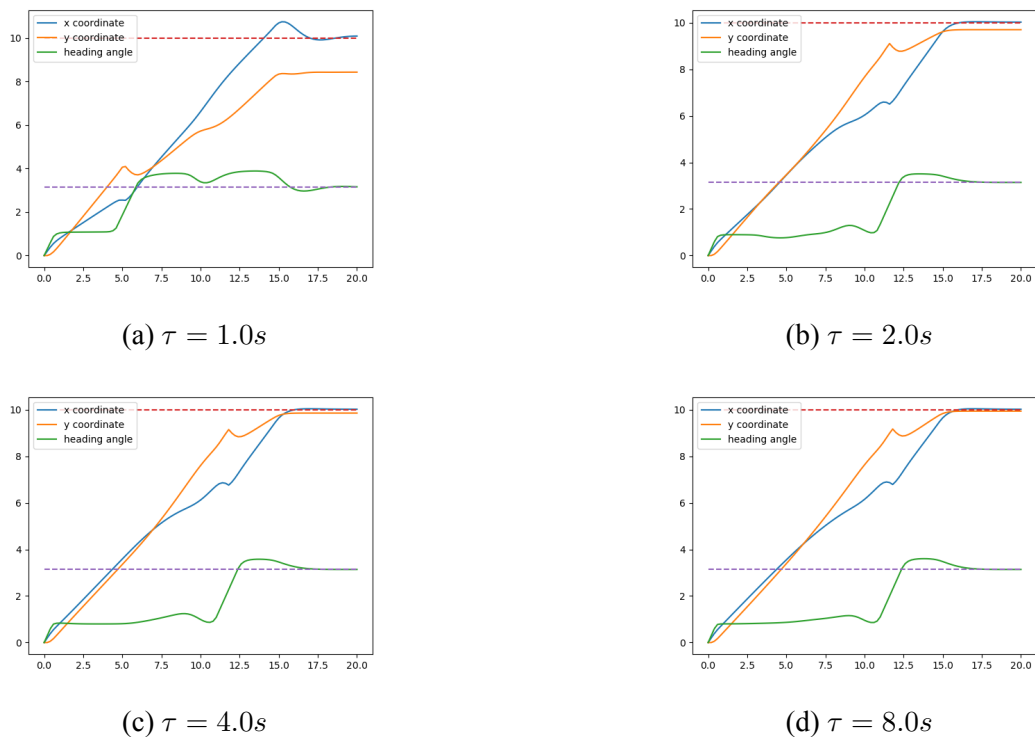 x coordinate
y coordinate
heading angle
10
8
6
4
2
0
0.0 2.5 5.0 7.5 10.0 12.5 15.0 17.5 20.0
(a) τ = 1.0s
x coordinate
y coordinate
heading angle
10
8
6
4
2
0
0.0 2.5 5.0 7.5 10.0 12.5 15.0 17.5 20.0
(b) τ = 2.0s
x coordinate
y coordinate
heading angle
10
8
6
4
2
0
0.0 2.5 5.0 7.5 10.0 12.5 15.0 17.5 20.0
(c) τ = 4.0s
x coordinate
y coordinate
heading angle
10
8
6
4
2
0
0.0 2.5 5.0 7.5 10.0 12.5 15.0 17.5 20.0
(d) τ = 8.0s